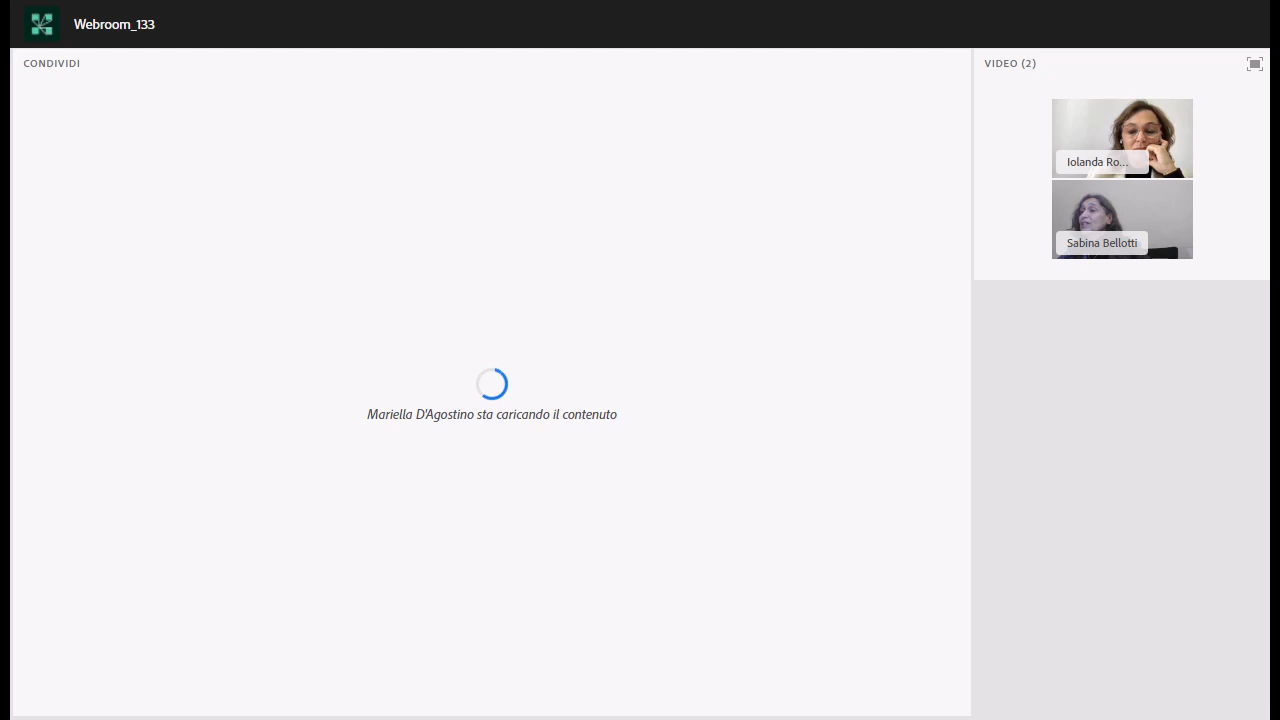 Webroom_133
CONDIVIDI
VIDEO (2)
Iolanda Ro...
Sabina Bellotti
Mariella D'Agostino sta caricando il contenuto